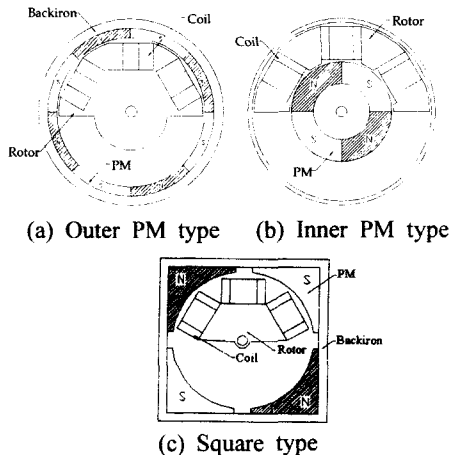 Backiron
Coil
Rotor
PM
S
(a) Outer PM type
Coil
Rotor
N
S
S
N
PM
(b) Inner PM type
N
S
PM
Coil
Rotor
Backiron
S
N
(c) Square type